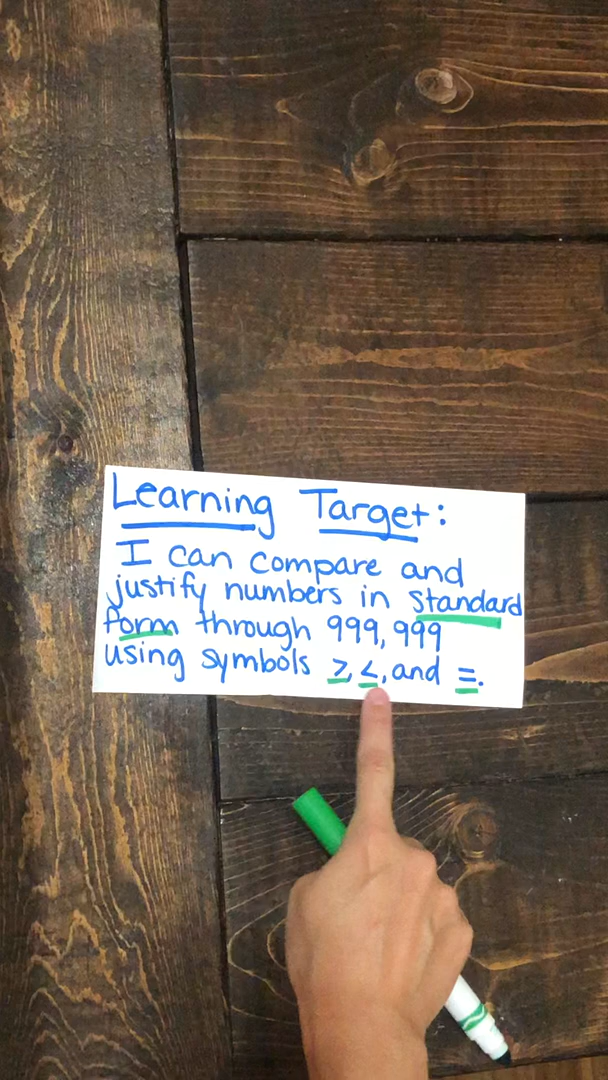 Learning Target:
I can compare and
justify numbers in standard
form through 999,999
using symbols >, <, and =.